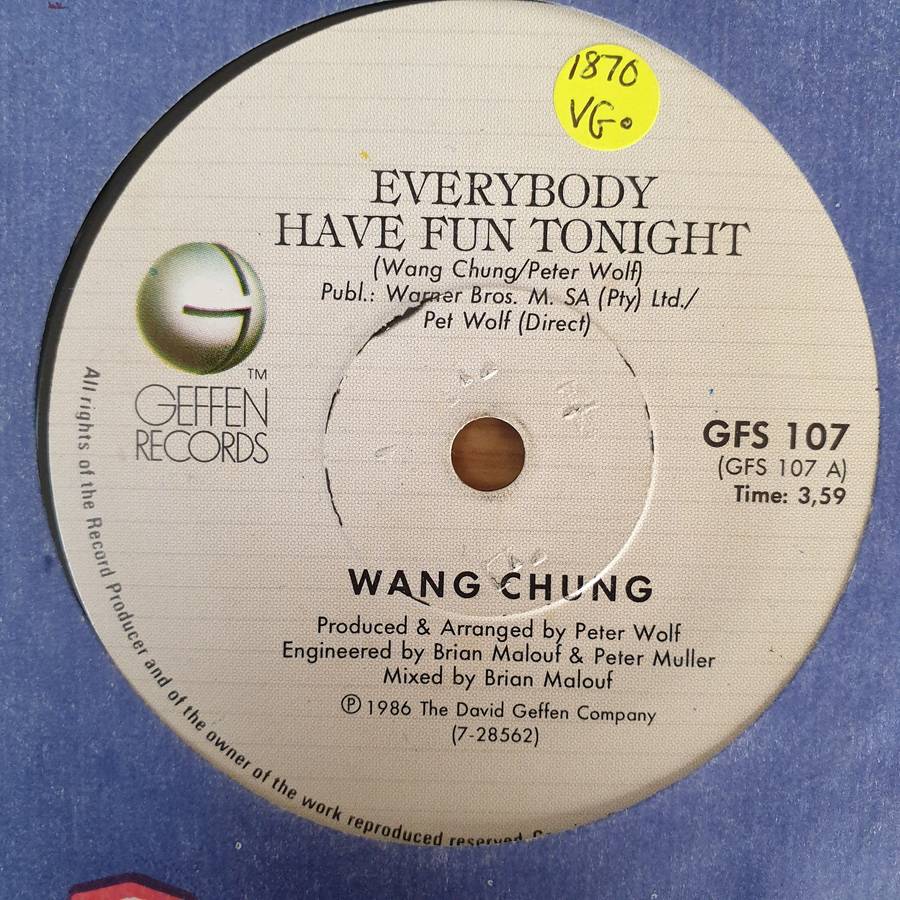 1870
VG.
EVERYBODY
HAVE FUN TONIGHT
(Wang Chung/Peter Wolf)
Publ.: Warner Bros. M. SA (Pty) Ltd./
Pet Wolf (Direct)
TM
GEFFEN
RECORDS
GFS 107
(GFS 107 A)
Time: 3,59
WANG CHUNG
Produced & Arranged by Peter Wolf
Engineered by Brian Malouf & Peter Muller
Mixed by Brian Malouf
℗ 1986 The David Geffen Company
(7-28562)
All rights of the Record Producer and of the owner of the work reproduced reserved